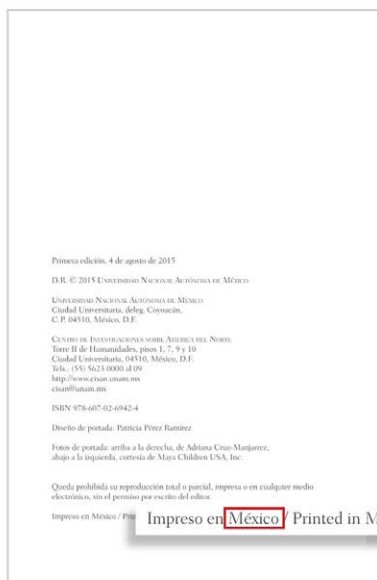 Primera edición, 4 de agosto de 2015
D.R. © 2015 Universidad Nacional Autónoma de México
Universidad Nacional Autónoma de México
Ciudad Universitaria, deleg. Coyoacán,
C.P. 04510, México, D.F.
Centro de Investigaciones sobre América del Norte
Torre II de Humanidades, pisos 1, 7, 9 y 10
Ciudad Universitaria, 04510, México, D.F.
Tels.: (55) 5623 0000 al 09
http://www.cisan.unam.mx
cisan@unam.mx
ISBN 978-607-02-6942-4
Diseño de portada: Patricia Pérez Ramírez
Fotos de portada: arriba a la derecha, de Adriana Cruz-Manjarrez;
abajo a la izquierda, cortesía de Maya Children USA, Inc.
Queda prohibida su reproducción total o parcial, impresa o en cualquier medio
electrónico, sin el permiso por escrito del editor.
Impreso en México /
Impreso en México / Printed in M